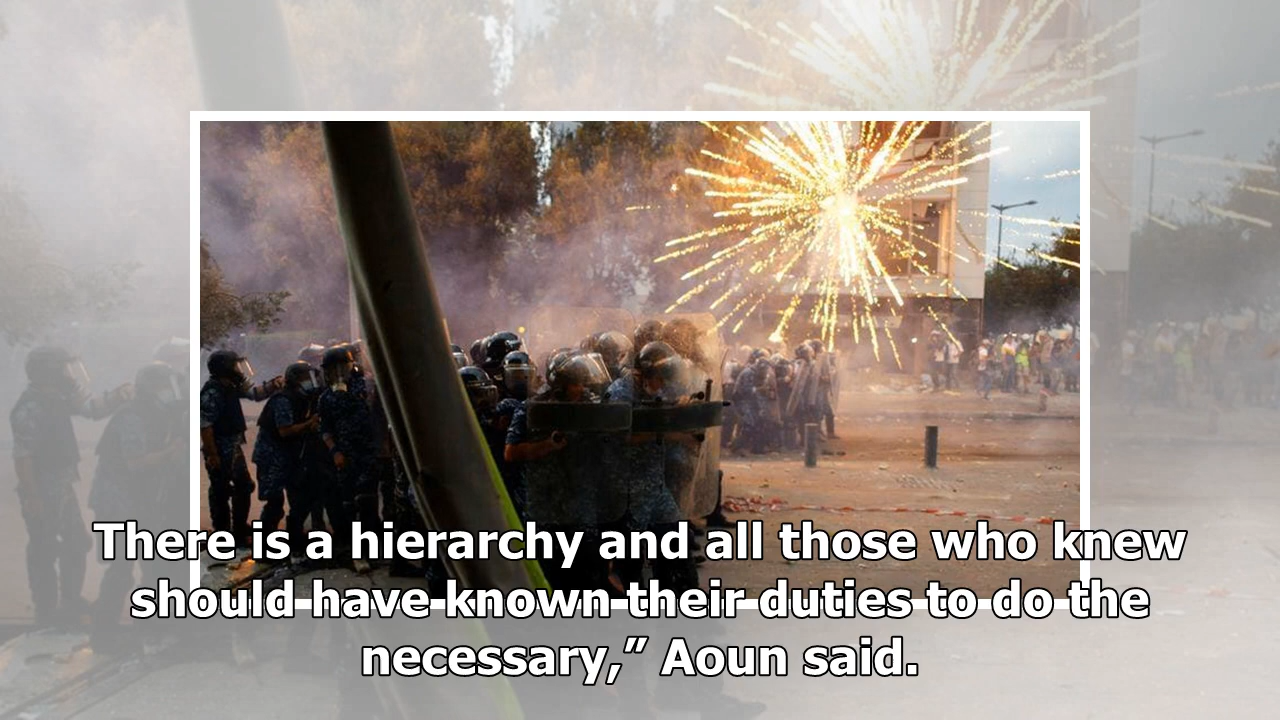 There is a hierarchy and all those who knew
should have known their duties to do the
necessary,” Aoun said.